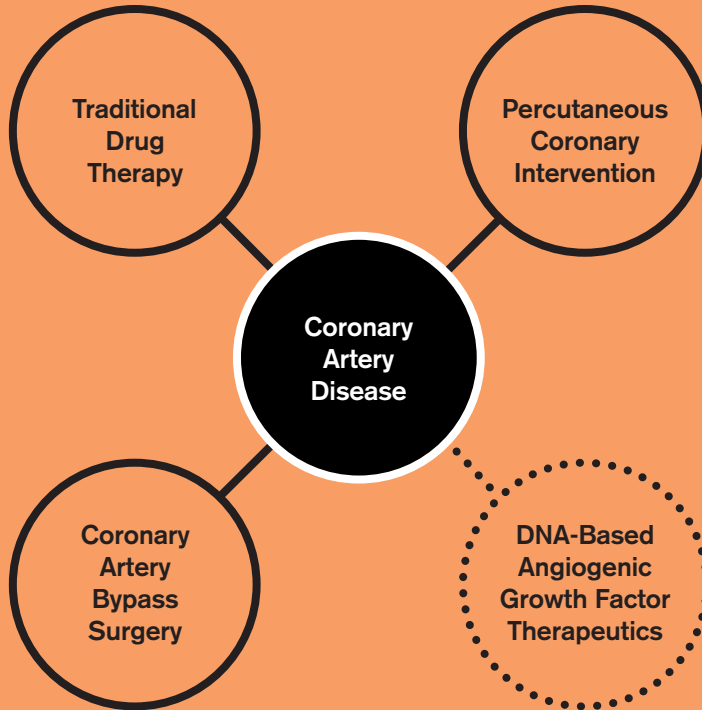 Traditional
Drug
Therapy
Percutaneous
Coronary
Intervention
Coronary
Artery
Disease
Coronary
Artery
Bypass
Surgery
DNA-Based
Angiogenic
Growth Factor
Therapeutics